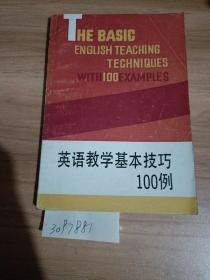 THE BASIC
ENGLISH TEACHING
TECHNIQUES
WITH 100 EXAMPLES
英语教学基本技巧
100例
3087881